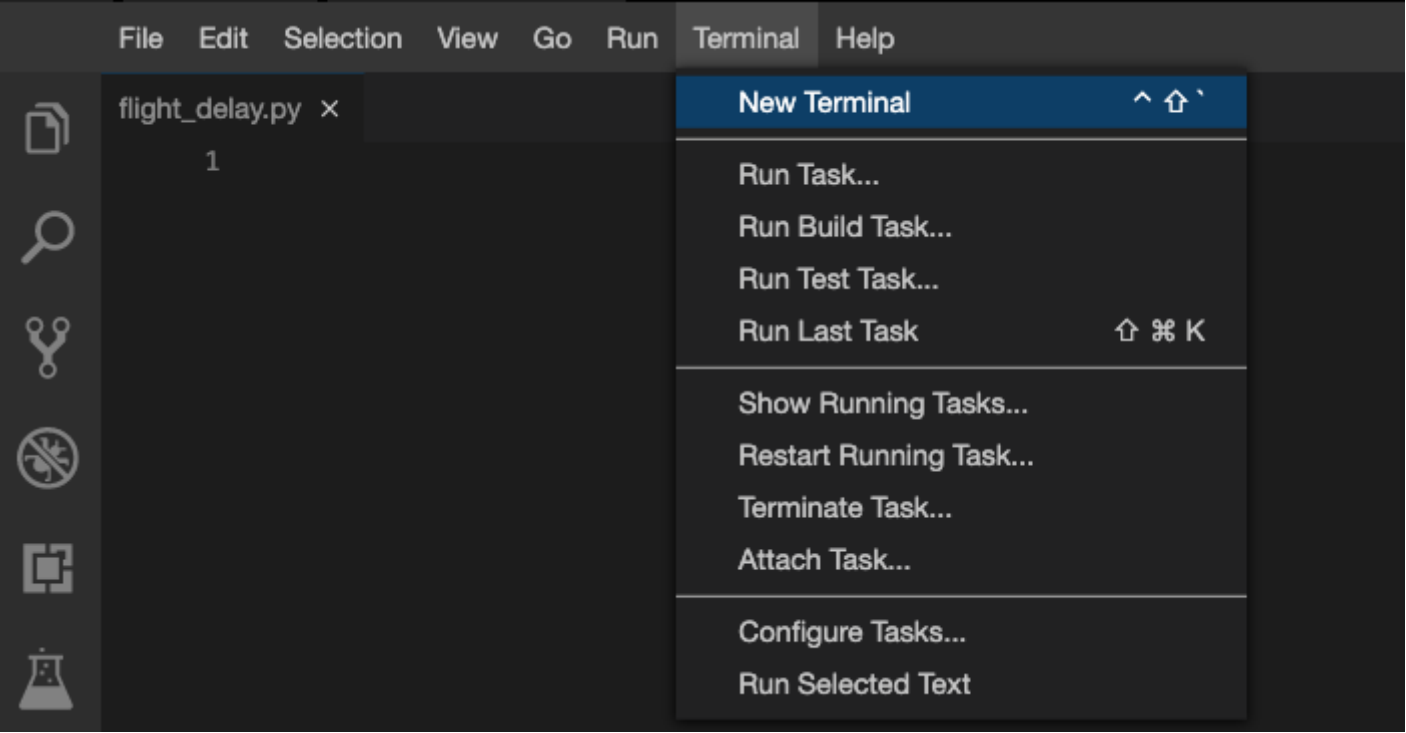 File Edit Selection View Go Run Terminal Help
flight_delay.py ×
1
New Terminal ^ ⇧ `
Run Task...
Run Build Task...
Run Test Task...
Run Last Task ⇧ ⌘ K
Show Running Tasks...
Restart Running Task...
Terminate Task...
Attach Task...
Configure Tasks...
Run Selected Text